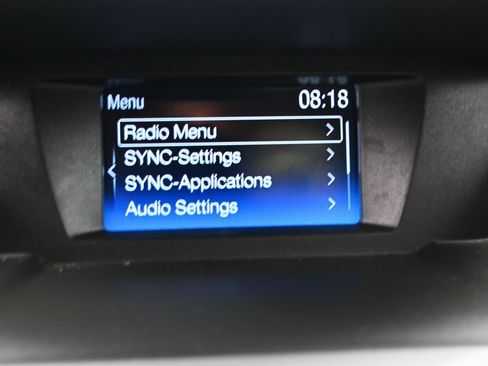 Menu 08:18
Radio Menu
SYNC-Settings
SYNC-Applications
Audio Settings